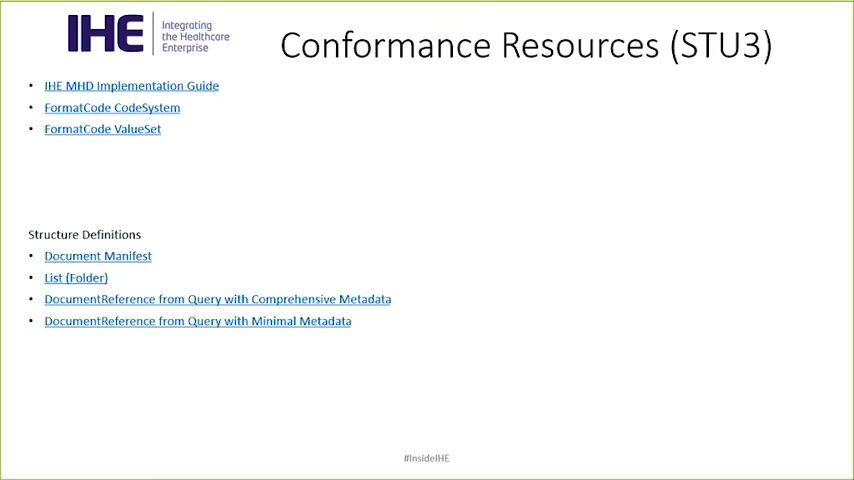 IHE
Integrating
the Healthcare
Enterprise
Conformance Resources (STU3)
• IHE MHD Implementation Guide
• FormatCode CodeSystem
• FormatCode ValueSet
Structure Definitions
• Document Manifest
• List (Folder)
• DocumentReference from Query with Comprehensive Metadata
• DocumentReference from Query with Minimal Metadata
#InsideIHE